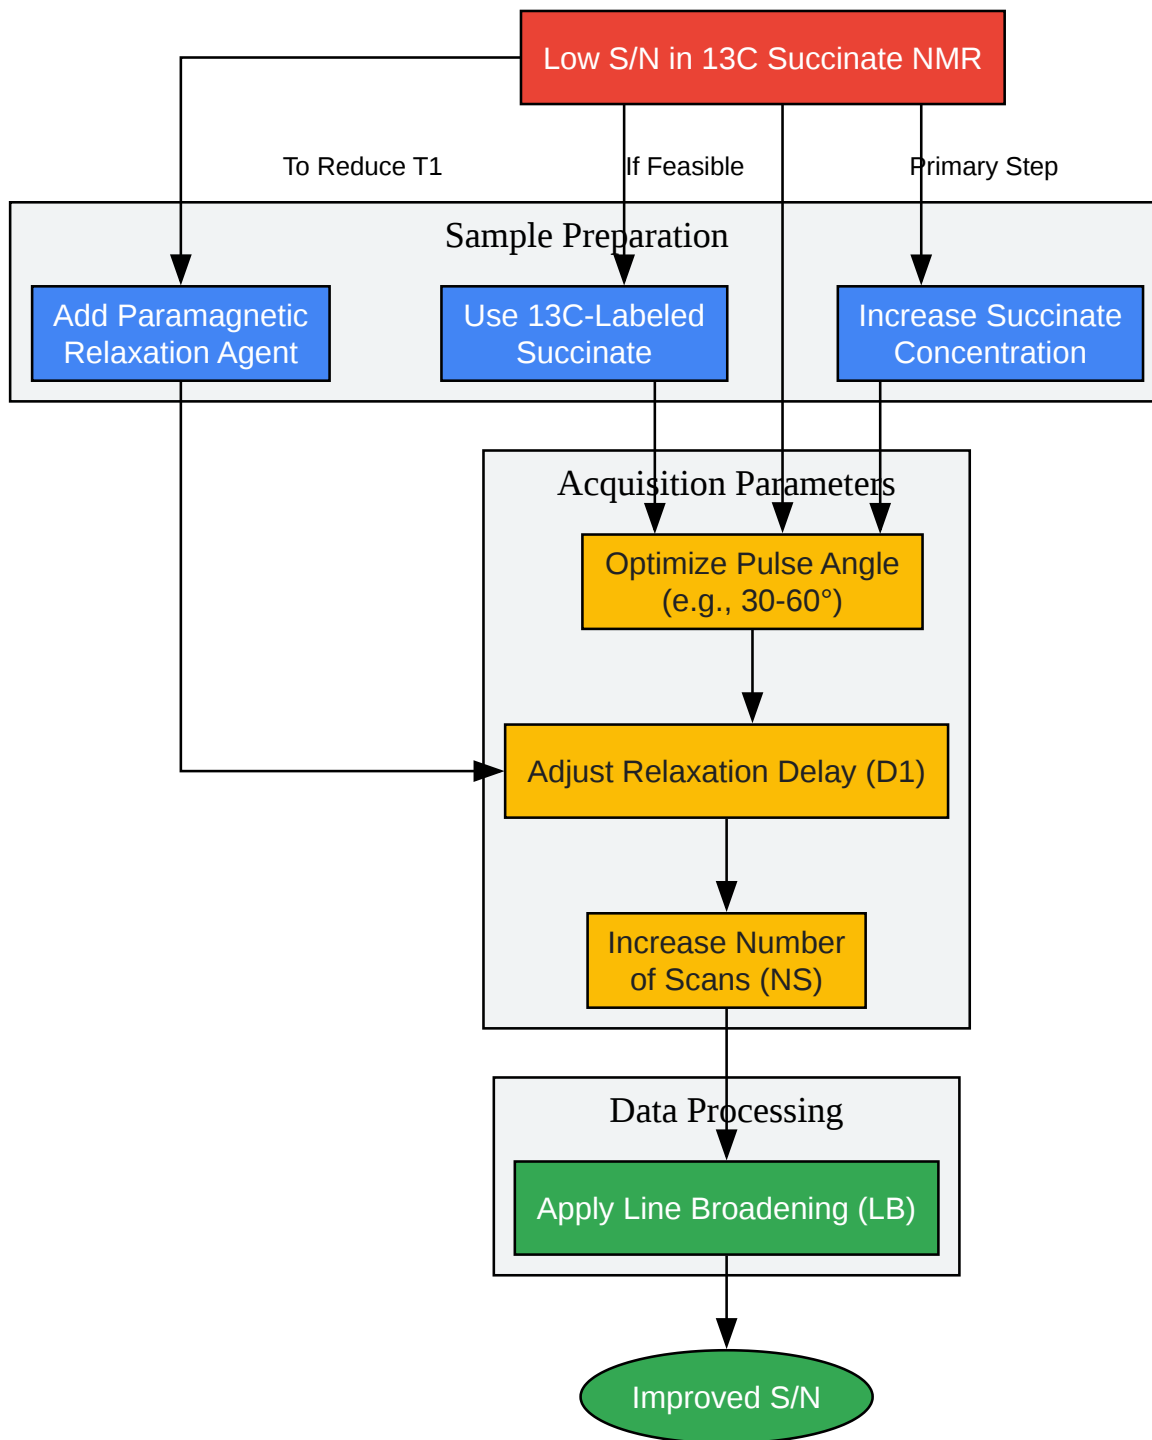 Low S/N in 13C Succinate NMR
To Reduce T1
If Feasible
Primary Step
Sample Preparation
Add Paramagnetic
Relaxation Agent
Use 13C-Labeled
Succinate
Increase Succinate
Concentration
Acquisition Parameters
Optimize Pulse Angle
(e.g., 30-60°)
Adjust Relaxation Delay (D1)
Increase Number
of Scans (NS)
Data Processing
Apply Line Broadening (LB)
Improved S/N